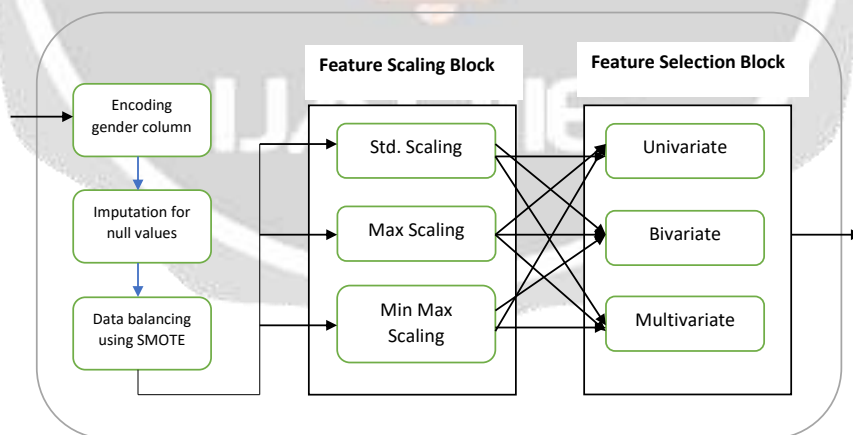 Feature Scaling Block
Feature Selection Block
Encoding
gender column
Imputation for
null values
Data balancing
using SMOTE
Std. Scaling
Max Scaling
Min Max
Scaling
Univariate
Bivariate
Multivariate